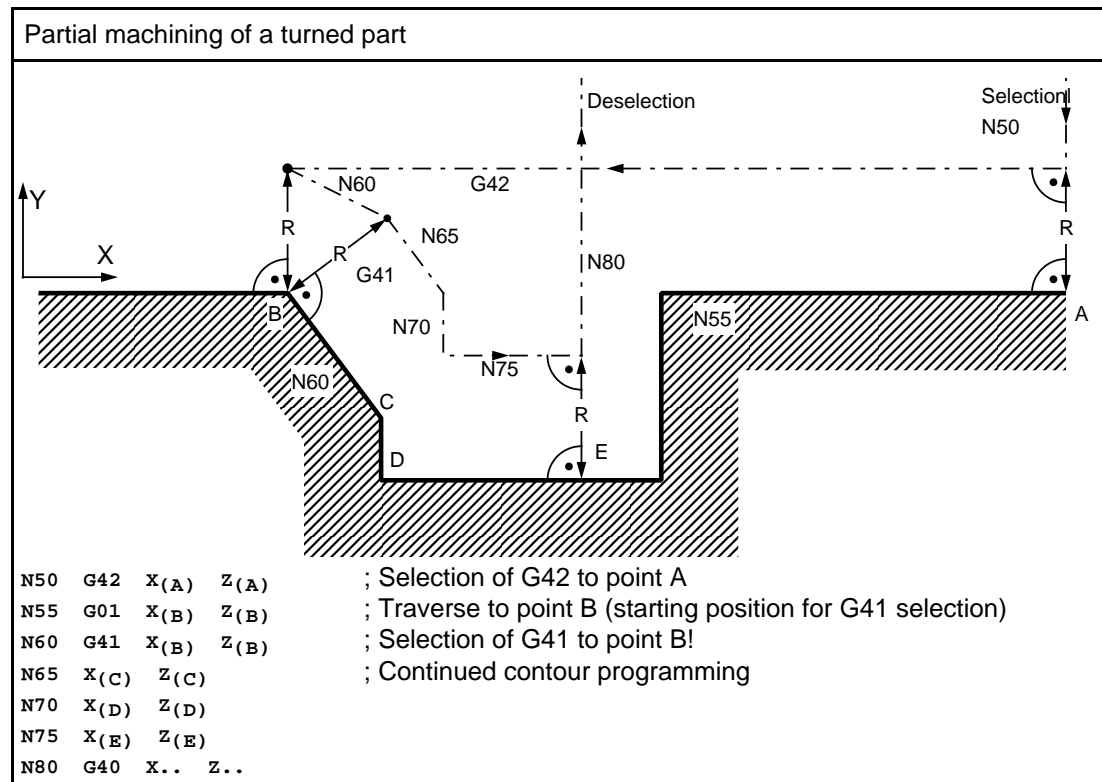 Partial machining of a turned part
Deselection
Selection
N50
N60
G42
Y
R
N65
R
R
X
G41
N80
B
N70
N55
A
N75
N60
C
R
D
E
N50 G42 X(A) Z(A) ; Selection of G42 to point A
N55 G01 X(B) Z(B) ; Traverse to point B (starting position for G41 selection)
N60 G41 X(B) Z(B) ; Selection of G41 to point B!
N65 X(C) Z(C) ; Continued contour programming
N70 X(D) Z(D)
N75 X(E) Z(E)
N80 G40 X.. Z..